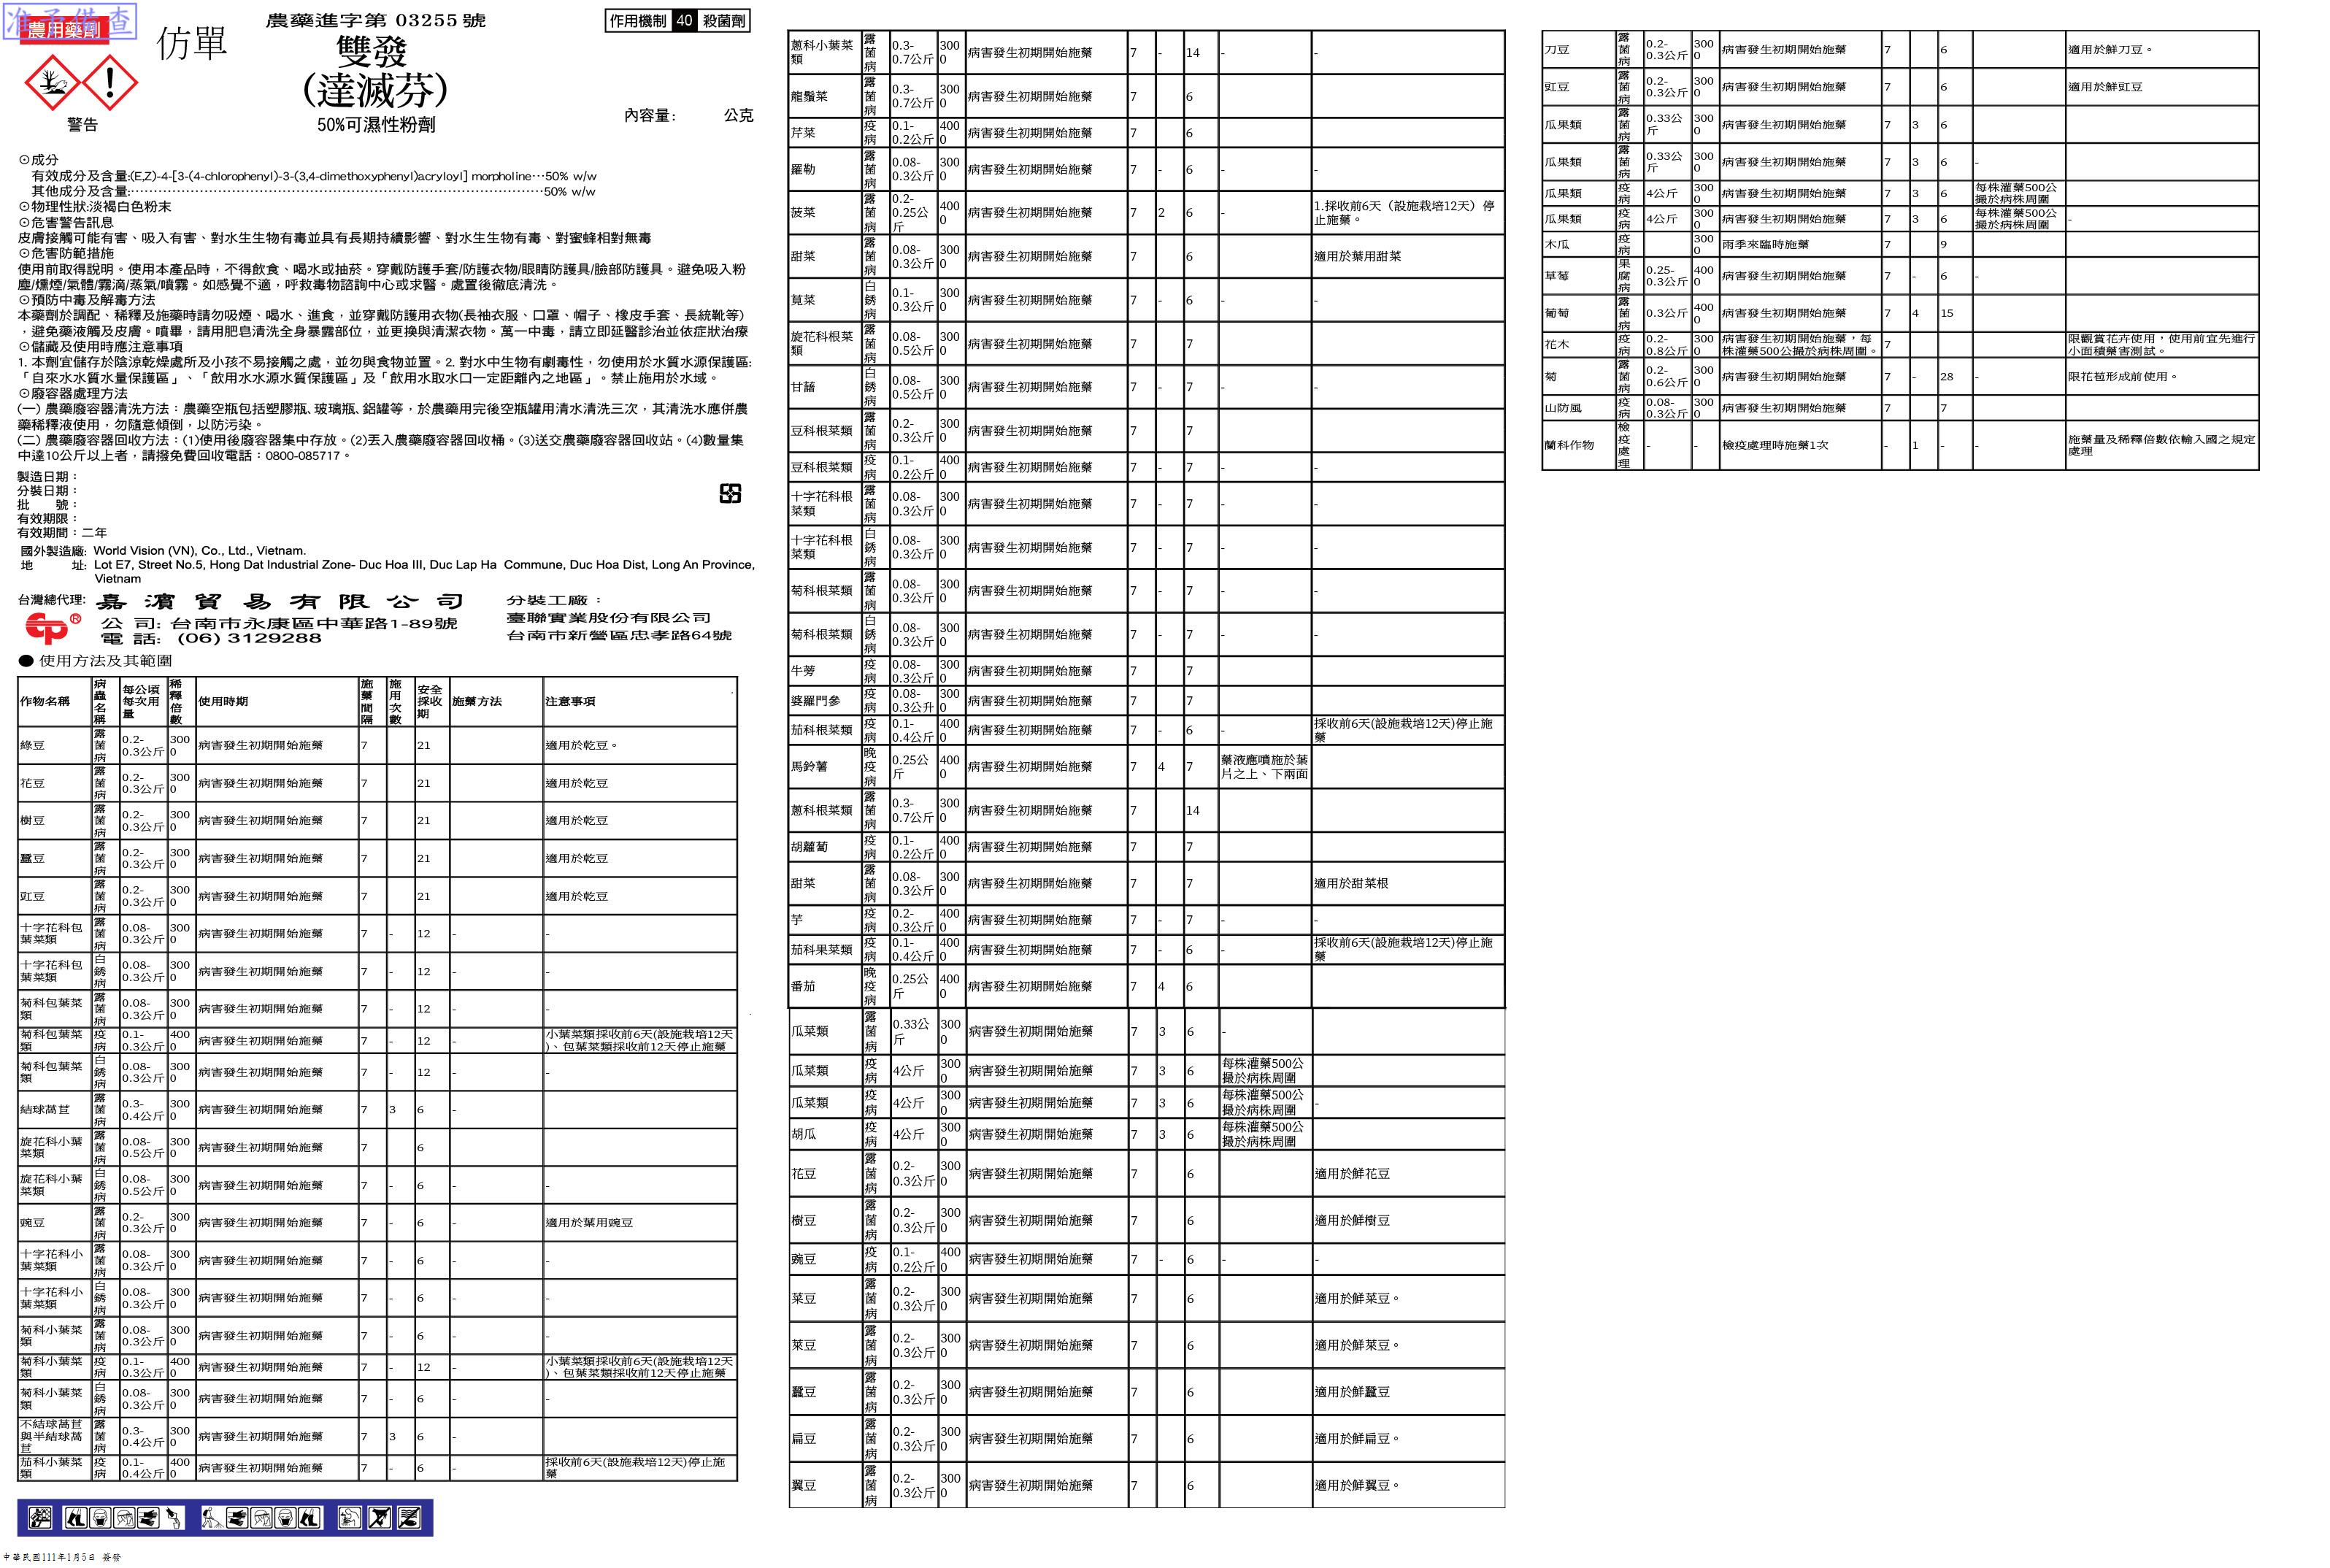 准予備查
農用藥劑
仿單
農藥進字第 03255 號
雙發
(達滅芬)
50%可濕性粉劑
作用機制 40 殺菌劑
警告
內容量: 公克
⊙成分
有效成分及含量:(E,Z)-4-[3-(4-chlorophenyl)-3-(3,4-dimethoxyphenyl)acryloyl] morpholine…50% w/w
其他成分及含量:……………………………………………………………………………50% w/w
⊙物理性狀:淡褐白色粉末
⊙危害警告訊息
皮膚接觸可能有害、吸入有害、對水生生物有毒並具有長期持續影響、對水生生物有毒、對蜜蜂相對無毒
⊙危害防範措施
使用前取得說明。使用本產品時，不得飲食、喝水或抽菸。穿戴防護手套/防護衣物/眼睛防護具/臉部防護具。避免吸入粉
塵/燻煙/氣體/霧滴/蒸氣/噴霧。如感覺不適，呼救毒物諮詢中心或求醫。處置後徹底清洗。
⊙預防中毒及解毒方法
本藥劑於調配、稀釋及施藥時請勿吸煙、喝水、進食，並穿戴防護用衣物(長袖衣服、口罩、帽子、橡皮手套、長統靴等)
，避免藥液觸及皮膚。噴畢，請用肥皂清洗全身暴露部位，並更換與清潔衣物。萬一中毒，請立即延醫診治並依症狀治療
⊙儲藏及使用時應注意事項
1. 本劑宜儲存於陰涼乾燥處所及小孩不易接觸之處，並勿與食物並置。2. 對水中生物有劇毒性，勿使用於水質水源保護區:
「自來水水質水量保護區」、「飲用水水源水質保護區」及「飲用水取水口一定距離內之地區」。禁止施用於水域。
⊙廢容器處理方法
(一) 農藥廢容器清洗方法：農藥空瓶包括塑膠瓶、玻璃瓶、鋁罐等，於農藥用完後空瓶罐用清水清洗三次，其清洗水應併農
藥稀釋液使用，勿隨意傾倒，以防污染。
(二) 農藥廢容器回收方法：(1)使用後廢容器集中存放。(2)丟入農藥廢容器回收桶。(3)送交農藥廢容器回收站。(4)數量集
中達10公斤以上者，請撥免費回收電話：0800-085717。
製造日期：
分裝日期：
批 號：
有效期限：
有效期間：二年
國外製造廠: World Vision (VN), Co., Ltd., Vietnam.
地 址: Lot E7, Street No.5, Hong Dat Industrial Zone- Duc Hoa III, Duc Lap Ha Commune, Duc Hoa Dist, Long An Province,
Vietnam
台灣總代理: 嘉濱貿易有限公司
公 司: 台南市永康區中華路1-89號
電 話: (06) 3129288
分裝工廠：
臺聯實業股份有限公司
台南市新營區忠孝路64號
● 使用方法及其範圍
作物名稱 病蟲名稱 每公頃每次用量 稀釋倍數 使用時期 施藥間隔 施用次數 安全採收期 施藥方法 注意事項
綠豆 露菌病 0.2-0.3公斤 3000 病害發生初期開始施藥 7 21 適用於乾豆。
花豆 露菌病 0.2-0.3公斤 3000 病害發生初期開始施藥 7 21 適用於乾豆
樹豆 露菌病 0.2-0.3公斤 3000 病害發生初期開始施藥 7 21 適用於乾豆
蠶豆 露菌病 0.2-0.3公斤 3000 病害發生初期開始施藥 7 21 適用於乾豆
豇豆 露菌病 0.2-0.3公斤 3000 病害發生初期開始施藥 7 21 適用於乾豆
十字花科包葉菜類 露菌病 0.08-0.3公斤 3000 病害發生初期開始施藥 7 - 12 - -
十字花科包葉菜類 白銹病 0.08-0.3公斤 3000 病害發生初期開始施藥 7 - 12 - -
菊科包葉菜類 露菌病 0.08-0.3公斤 3000 病害發生初期開始施藥 7 - 12 - -
菊科包葉菜類 疫病 0.1-0.3公斤 4000 病害發生初期開始施藥 7 - 12 - 小葉菜類採收前6天(設施栽培12天)、包葉菜類採收前12天停止施藥
菊科包葉菜類 白銹病 0.08-0.3公斤 3000 病害發生初期開始施藥 7 - 12 - -
結球萵苣 露菌病 0.3-0.4公斤 3000 病害發生初期開始施藥 7 3 6 -
旋花科小葉菜類 露菌病 0.08-0.5公斤 3000 病害發生初期開始施藥 7 6
旋花科小葉菜類 白銹病 0.08-0.5公斤 3000 病害發生初期開始施藥 7 - 6 - -
豌豆 露菌病 0.2-0.3公斤 3000 病害發生初期開始施藥 7 - 6 - 適用於葉用豌豆
十字花科小葉菜類 露菌病 0.08-0.3公斤 3000 病害發生初期開始施藥 7 - 6 - -
十字花科小葉菜類 白銹病 0.08-0.3公斤 3000 病害發生初期開始施藥 7 - 6 - -
菊科小葉菜類 露菌病 0.08-0.3公斤 3000 病害發生初期開始施藥 7 - 6 - -
菊科小葉菜類 疫病 0.1-0.3公斤 4000 病害發生初期開始施藥 7 - 12 - 小葉菜類採收前6天(設施栽培12天)、包葉菜類採收前12天停止施藥
菊科小葉菜類 白銹病 0.08-0.3公斤 3000 病害發生初期開始施藥 7 - 6 - -
不結球萵苣與半結球萵苣 露菌病 0.3-0.4公斤 3000 病害發生初期開始施藥 7 3 6 -
茄科小葉菜類 疫病 0.1-0.4公斤 4000 病害發生初期開始施藥 7 - 6 - 採收前6天(設施栽培12天)停止施藥
中華民國111年1月5日 簽發
蔥科小葉菜類 露菌病 0.3-0.7公斤 3000 病害發生初期開始施藥 7 - 14 - -
龍鬚菜 露菌病 0.3-0.7公斤 3000 病害發生初期開始施藥 7 6
芹菜 疫病 0.1-0.2公斤 4000 病害發生初期開始施藥 7 6
羅勒 露菌病 0.08-0.3公斤 3000 病害發生初期開始施藥 7 - 6 - -
菠菜 露菌病 0.2-0.25公斤 4000 病害發生初期開始施藥 7 2 6 - 1.採收前6天（設施栽培12天）停止施藥。
甜菜 露菌病 0.08-0.3公斤 3000 病害發生初期開始施藥 7 6 適用於葉用甜菜
莧菜 白銹病 0.1-0.3公斤 3000 病害發生初期開始施藥 7 - 6 - -
旋花科根菜類 露菌病 0.08-0.5公斤 3000 病害發生初期開始施藥 7 7
甘藷 白銹病 0.08-0.5公斤 3000 病害發生初期開始施藥 7 - 7 - -
豆科根菜類 露菌病 0.2-0.3公斤 3000 病害發生初期開始施藥 7 7
豆科根菜類 疫病 0.1-0.2公斤 4000 病害發生初期開始施藥 7 - 7 - -
十字花科根菜類 露菌病 0.08-0.3公斤 3000 病害發生初期開始施藥 7 - 7 - -
十字花科根菜類 白銹病 0.08-0.3公斤 3000 病害發生初期開始施藥 7 - 7 - -
菊科根菜類 露菌病 0.08-0.3公斤 3000 病害發生初期開始施藥 7 - 7 - -
菊科根菜類 白銹病 0.08-0.3公斤 3000 病害發生初期開始施藥 7 - 7 - -
牛蒡 疫病 0.08-0.3公斤 3000 病害發生初期開始施藥 7 7
婆羅門參 疫病 0.08-0.3公升 3000 病害發生初期開始施藥 7 7
茄科根菜類 疫病 0.1-0.4公斤 4000 病害發生初期開始施藥 7 - 6 - 採收前6天(設施栽培12天)停止施藥
馬鈴薯 晚疫病 0.25公斤 4000 病害發生初期開始施藥 7 4 7 藥液應噴施於葉片之上、下兩面
蔥科根菜類 露菌病 0.3-0.7公斤 3000 病害發生初期開始施藥 7 14
胡蘿蔔 疫病 0.1-0.2公斤 4000 病害發生初期開始施藥 7 7
甜菜 露菌病 0.08-0.3公斤 3000 病害發生初期開始施藥 7 7 適用於甜菜根
芋 疫病 0.2-0.3公斤 4000 病害發生初期開始施藥 7 - 7 - -
茄科果菜類 疫病 0.1-0.4公斤 4000 病害發生初期開始施藥 7 - 6 - 採收前6天(設施栽培12天)停止施藥
番茄 晚疫病 0.25公斤 4000 病害發生初期開始施藥 7 4 6
瓜菜類 露菌病 0.33公斤 3000 病害發生初期開始施藥 7 3 6 -
瓜菜類 疫病 4公斤 3000 病害發生初期開始施藥 7 3 6 每株灌藥500公撮於病株周圍
瓜菜類 疫病 4公斤 3000 病害發生初期開始施藥 7 3 6 每株灌藥500公撮於病株周圍 -
胡瓜 疫病 4公斤 3000 病害發生初期開始施藥 7 3 6 每株灌藥500公撮於病株周圍
花豆 露菌病 0.2-0.3公斤 3000 病害發生初期開始施藥 7 6 適用於鮮花豆
樹豆 露菌病 0.2-0.3公斤 3000 病害發生初期開始施藥 7 6 適用於鮮樹豆
豌豆 疫病 0.1-0.2公斤 4000 病害發生初期開始施藥 7 - 6 - -
菜豆 露菌病 0.2-0.3公斤 3000 病害發生初期開始施藥 7 6 適用於鮮菜豆。
萊豆 露菌病 0.2-0.3公斤 3000 病害發生初期開始施藥 7 6 適用於鮮萊豆。
蠶豆 露菌病 0.2-0.3公斤 3000 病害發生初期開始施藥 7 6 適用於鮮蠶豆
扁豆 露菌病 0.2-0.3公斤 3000 病害發生初期開始施藥 7 6 適用於鮮扁豆。
翼豆 露菌病 0.2-0.3公斤 3000 病害發生初期開始施藥 7 6 適用於鮮翼豆。
刀豆 露菌病 0.2-0.3公斤 3000 病害發生初期開始施藥 7 6 適用於鮮刀豆。
豇豆 露菌病 0.2-0.3公斤 3000 病害發生初期開始施藥 7 6 適用於鮮豇豆
瓜果類 露菌病 0.33公斤 3000 病害發生初期開始施藥 7 3 6
瓜果類 露菌病 0.33公斤 3000 病害發生初期開始施藥 7 3 6 -
瓜果類 疫病 4公斤 3000 病害發生初期開始施藥 7 3 6 每株灌藥500公撮於病株周圍
瓜果類 疫病 4公斤 3000 病害發生初期開始施藥 7 3 6 每株灌藥500公撮於病株周圍 -
木瓜 疫病 3000 雨季來臨時施藥 7 9
草莓 果腐病 0.25-0.3公斤 4000 病害發生初期開始施藥 7 - 6 -
葡萄 露菌病 0.3公斤 4000 病害發生初期開始施藥 7 4 15
花木 疫病 0.2-0.8公斤 3000 病害發生初期開始施藥，每株灌藥500公撮於病株周圍。 7 限觀賞花卉使用，使用前宜先進行小面積藥害測試。
菊 露菌病 0.2-0.6公斤 3000 病害發生初期開始施藥 7 - 28 - 限花苞形成前使用。
山防風 疫病 0.08-0.3公斤 3000 病害發生初期開始施藥 7 7
蘭科作物 檢疫處理 - - 檢疫處理時施藥1次 - 1 - - 施藥量及稀釋倍數依輸入國之規定處理